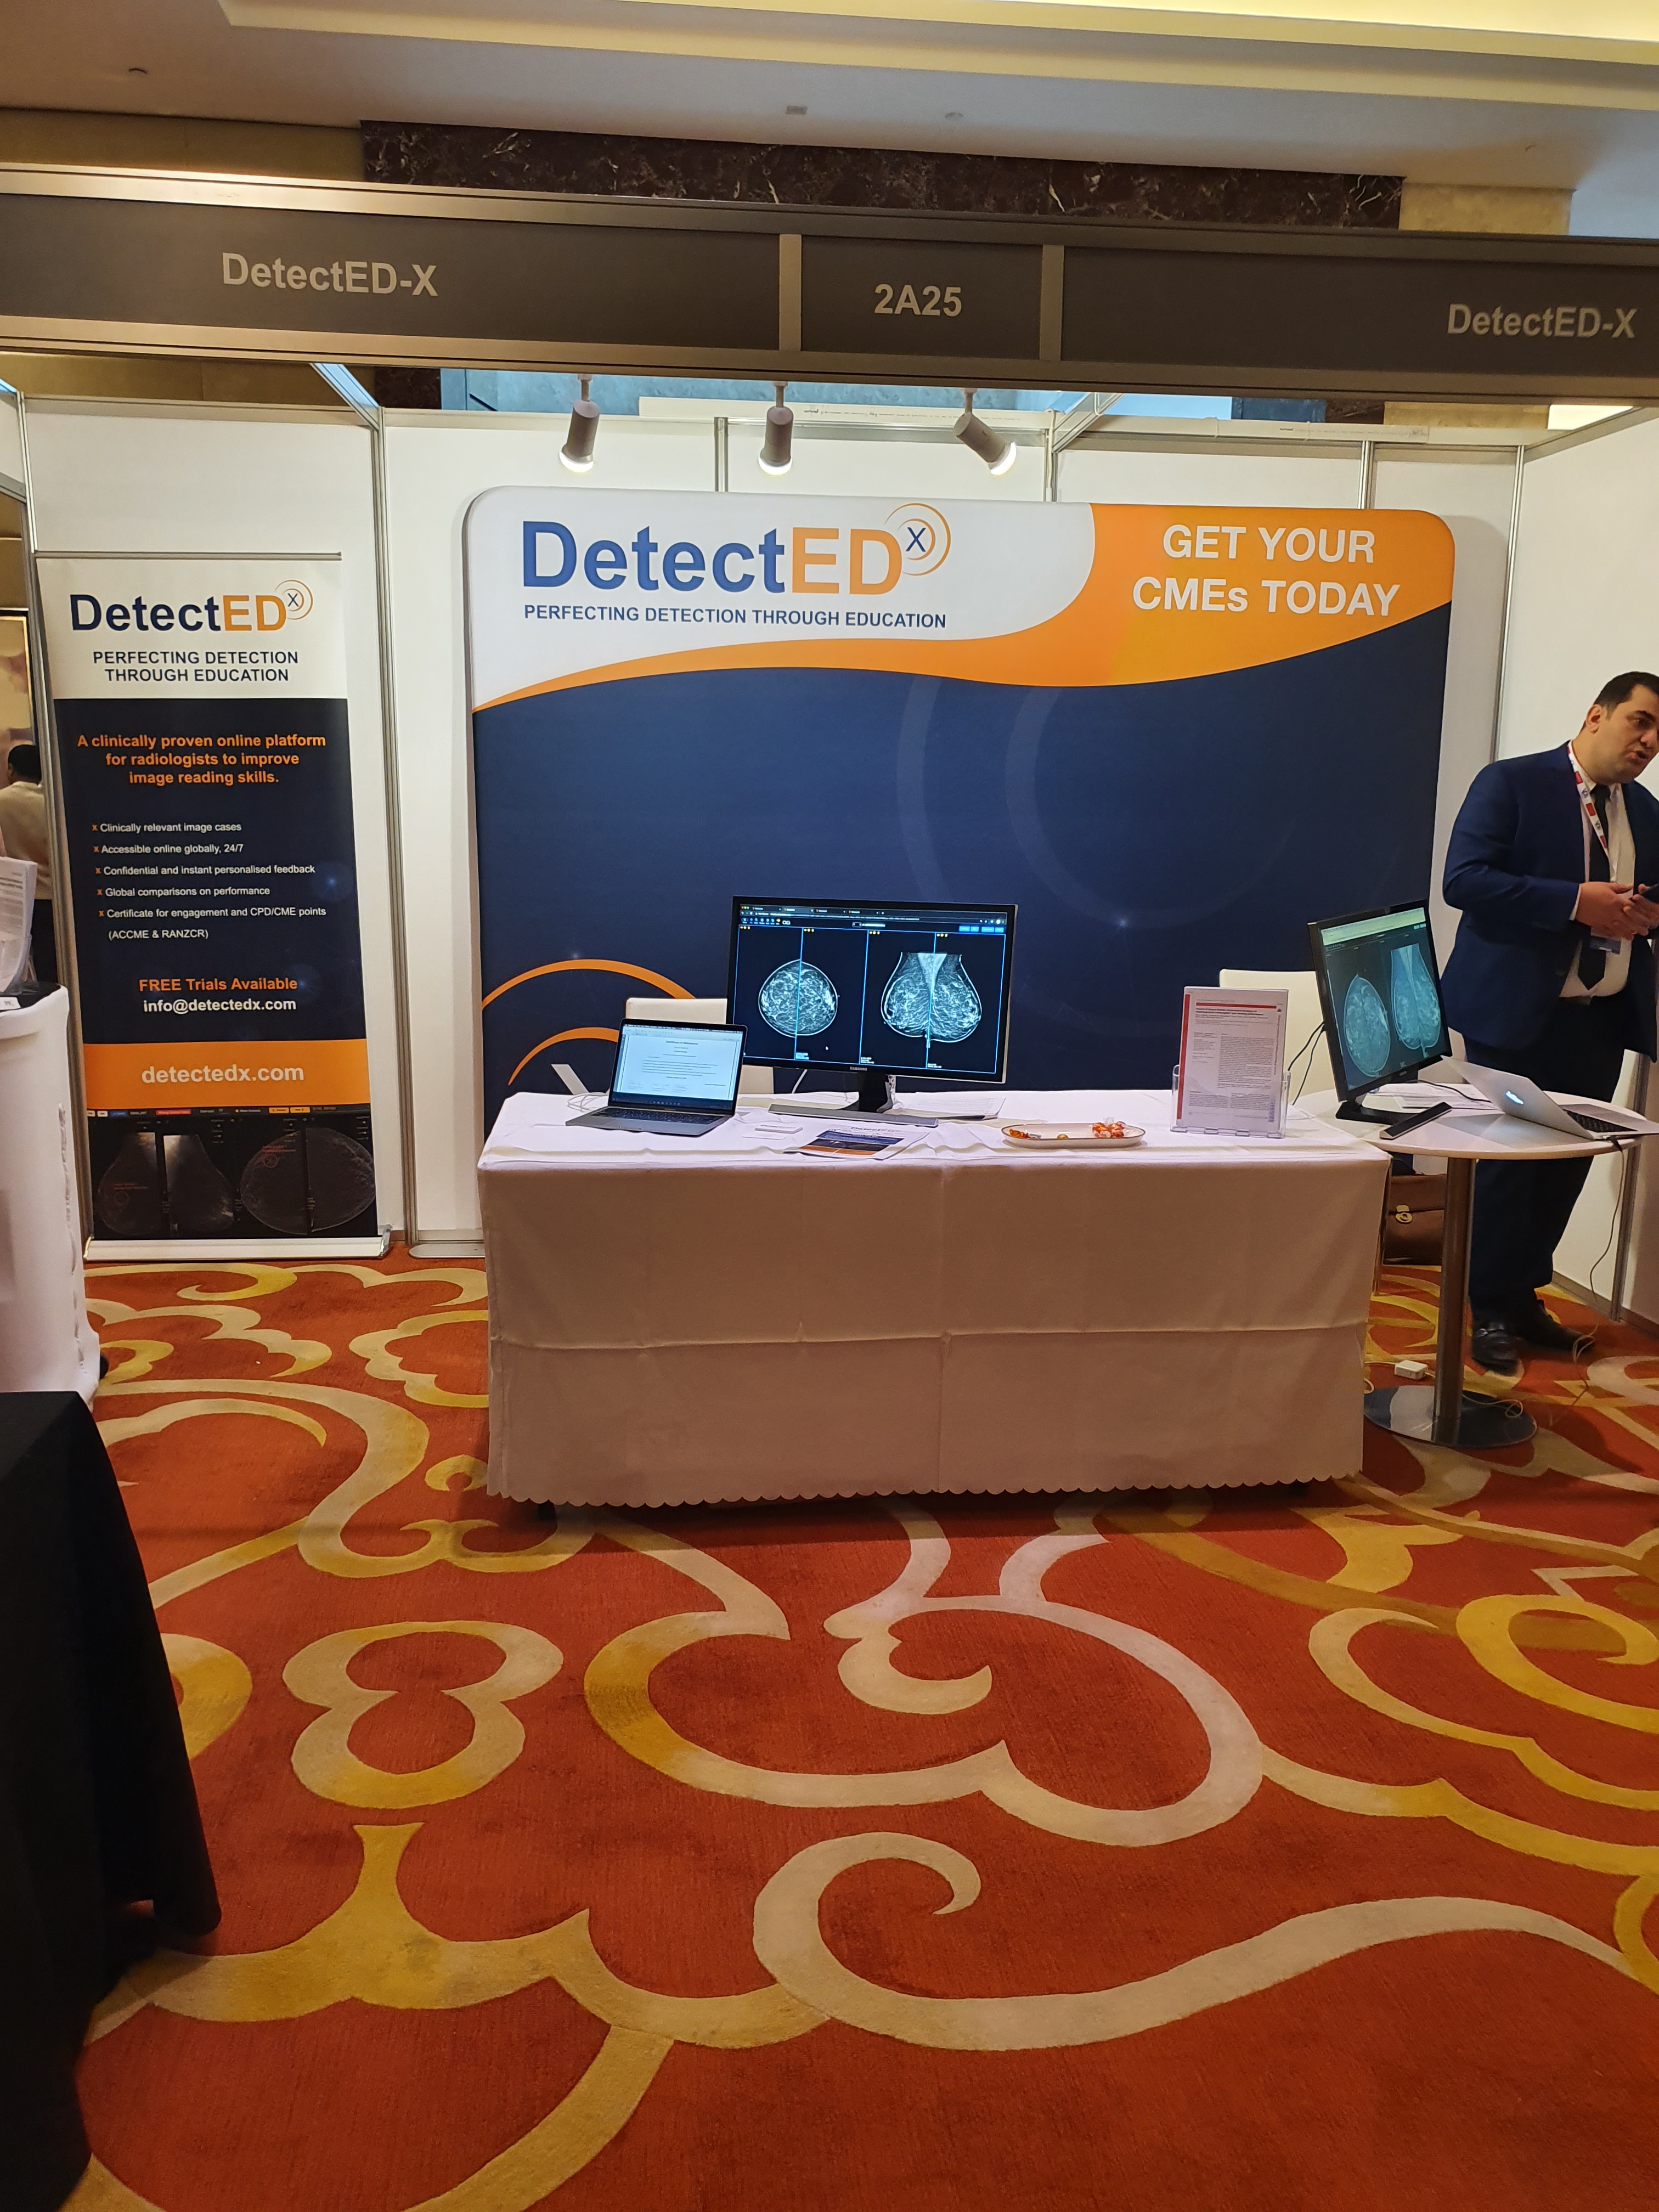 DetectED-X
2A25
DetectED-X
DetectED X
PERFECTING DETECTION THROUGH EDUCATION
GET YOUR
CMEs TODAY
DetectED X
PERFECTING DETECTION
THROUGH EDUCATION
A clinically proven online platform
for radiologists to improve
image reading skills.
x Clinically relevant image cases
x Accessible online globally, 24/7
x Confidential and instant personalised feedback
x Global comparisons on performance
x Certificate for engagement and CPD/CME points
(ACCME & RANZCR)
FREE Trials Available
info@detectedx.com
detectedx.com
SAMSUNG